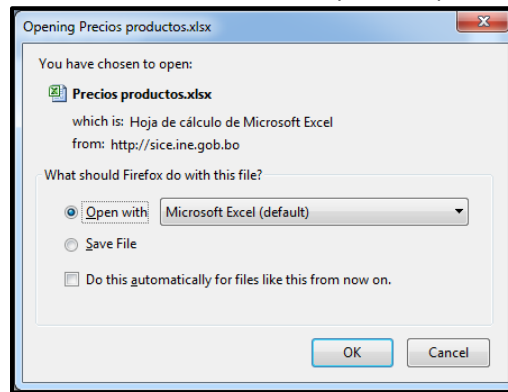 Opening Precios productos.xlsx
You have chosen to open:
Precios productos.xlsx
which is: Hoja de cálculo de Microsoft Excel
from: http://sice.ine.gob.bo
What should Firefox do with this file?
Open with Microsoft Excel (default)
Save File
Do this automatically for files like this from now on.
OK Cancel